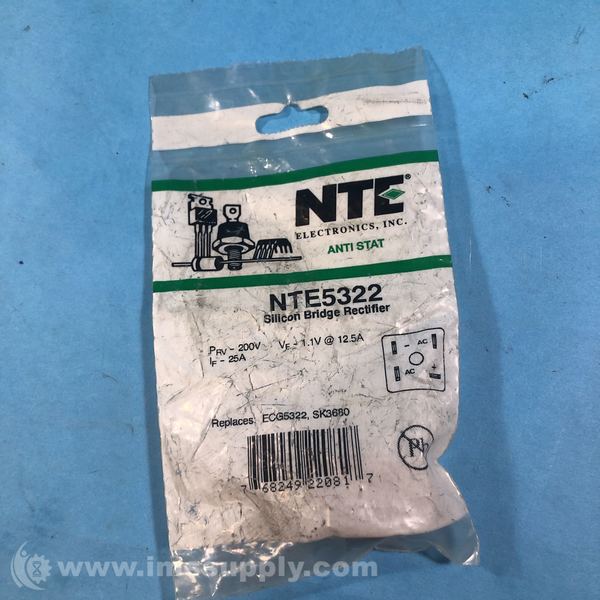 NTE®
ELECTRONICS, INC.
ANTI STAT
NTE5322
Silicon Bridge Rectifier
PRV - 200V VF - 1.1V @ 12.5A
IF - 25A
- AC
AC +
Replaces: ECG5322, SK3680
Pb
7 68249 22081 7
www.imssupply.com